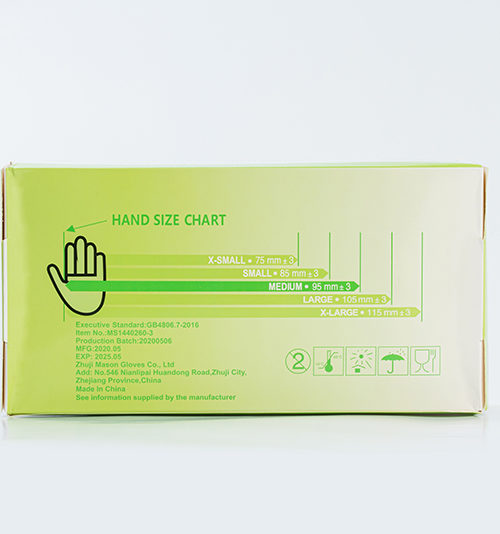 HAND SIZE CHART
X-SMALL • 75 mm ± 3
SMALL • 85 mm ± 3
MEDIUM • 95 mm ± 3
LARGE • 105 mm ± 3
X-LARGE • 115 mm ± 3
Executive Standard:GB4806.7-2016
Item No.:MS1440260-3
Production Batch:20200506
MFG:2020.05
EXP:2025.05
Zhuji Mason Gloves Co., Ltd
Add: No.546 Nianlipai Huandong Road,Zhuji City,
Zhejiang Province,China
Made In China
See information supplied by the manufacturer
2